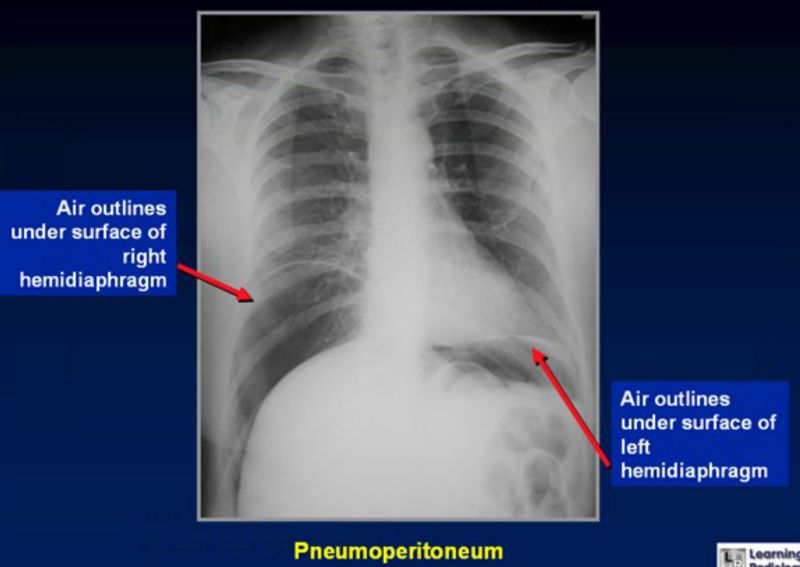 Air outlines
under surface of
right
hemidiaphragm
Air outlines
under surface of
left
hemidiaphragm
Pneumoperitoneum
Learning